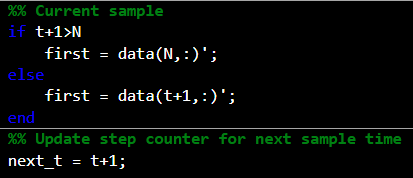 %% Current sample
if t+1>N
    first = data(N,:)';
else
    first = data(t+1,:)';
end
%% Update step counter for next sample time
next_t = t+1;